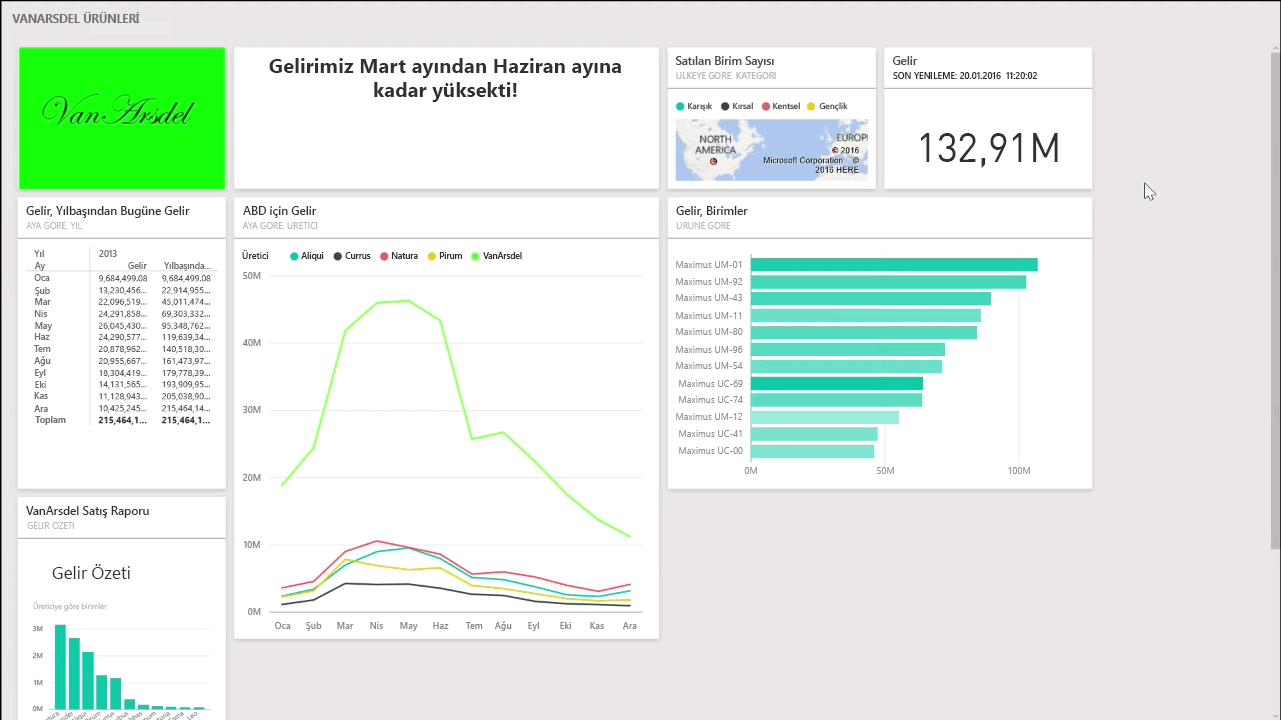 VANARSDEL ÜRÜNLERİ
VanArsdel
Gelirimiz Mart ayından Haziran ayına
kadar yüksekti!
Satılan Birim Sayısı
ULKEYE GORE. KATEGORI
Karışık Kırsal Kentsel Gençlik
NORTH
AMERICA
EUROP
© 2016
Microsoft Corporation ©
2016 HERE
Gelir
SON YENILEME: 20.01.2016 11:20:02
132,91M
Gelir, Yılbaşından Bugüne Gelir
AYA GORE. YIL
Yıl 2013
Ay Gelir Yılbaşında...
Oca 9,684,499.08 9,684,499.08
Şub 13,230,456... 22,914,955...
Mar 22,096,519... 45,011,474...
Nis 24,291,858... 69,303,332...
May 26,045,430... 95,348,762...
Haz 24,290,577... 119,639,34...
Tem 20,878,962... 140,518,30...
Ağu 20,955,667... 161,473,97...
Eyl 18,304,419... 179,778,39...
Eki 14,131,565... 193,909,95...
Kas 11,128,943... 205,038,90...
Ara 10,425,245... 215,464,14...
Toplam 215,464,1... 215,464,1...
ABD için Gelir
AYA GORE. URETICI
Üretici Aliqui Currus Natura Pirum VanArsdel
50M
40M
30M
20M
10M
0M
Oca Şub Mar Nis May Haz Tem Ağu Eyl Eki Kas Ara
Gelir, Birimler
URUNE GORE
Maximus UM-01
Maximus UM-92
Maximus UM-43
Maximus UM-11
Maximus UM-80
Maximus UM-96
Maximus UM-54
Maximus UC-69
Maximus UC-74
Maximus UM-12
Maximus UC-41
Maximus UC-00
0M 50M 100M
VanArsdel Satış Raporu
GELIR OZETI
Gelir Özeti
Üreticiye göre birimler
3M
2M
1M
0M
Leo